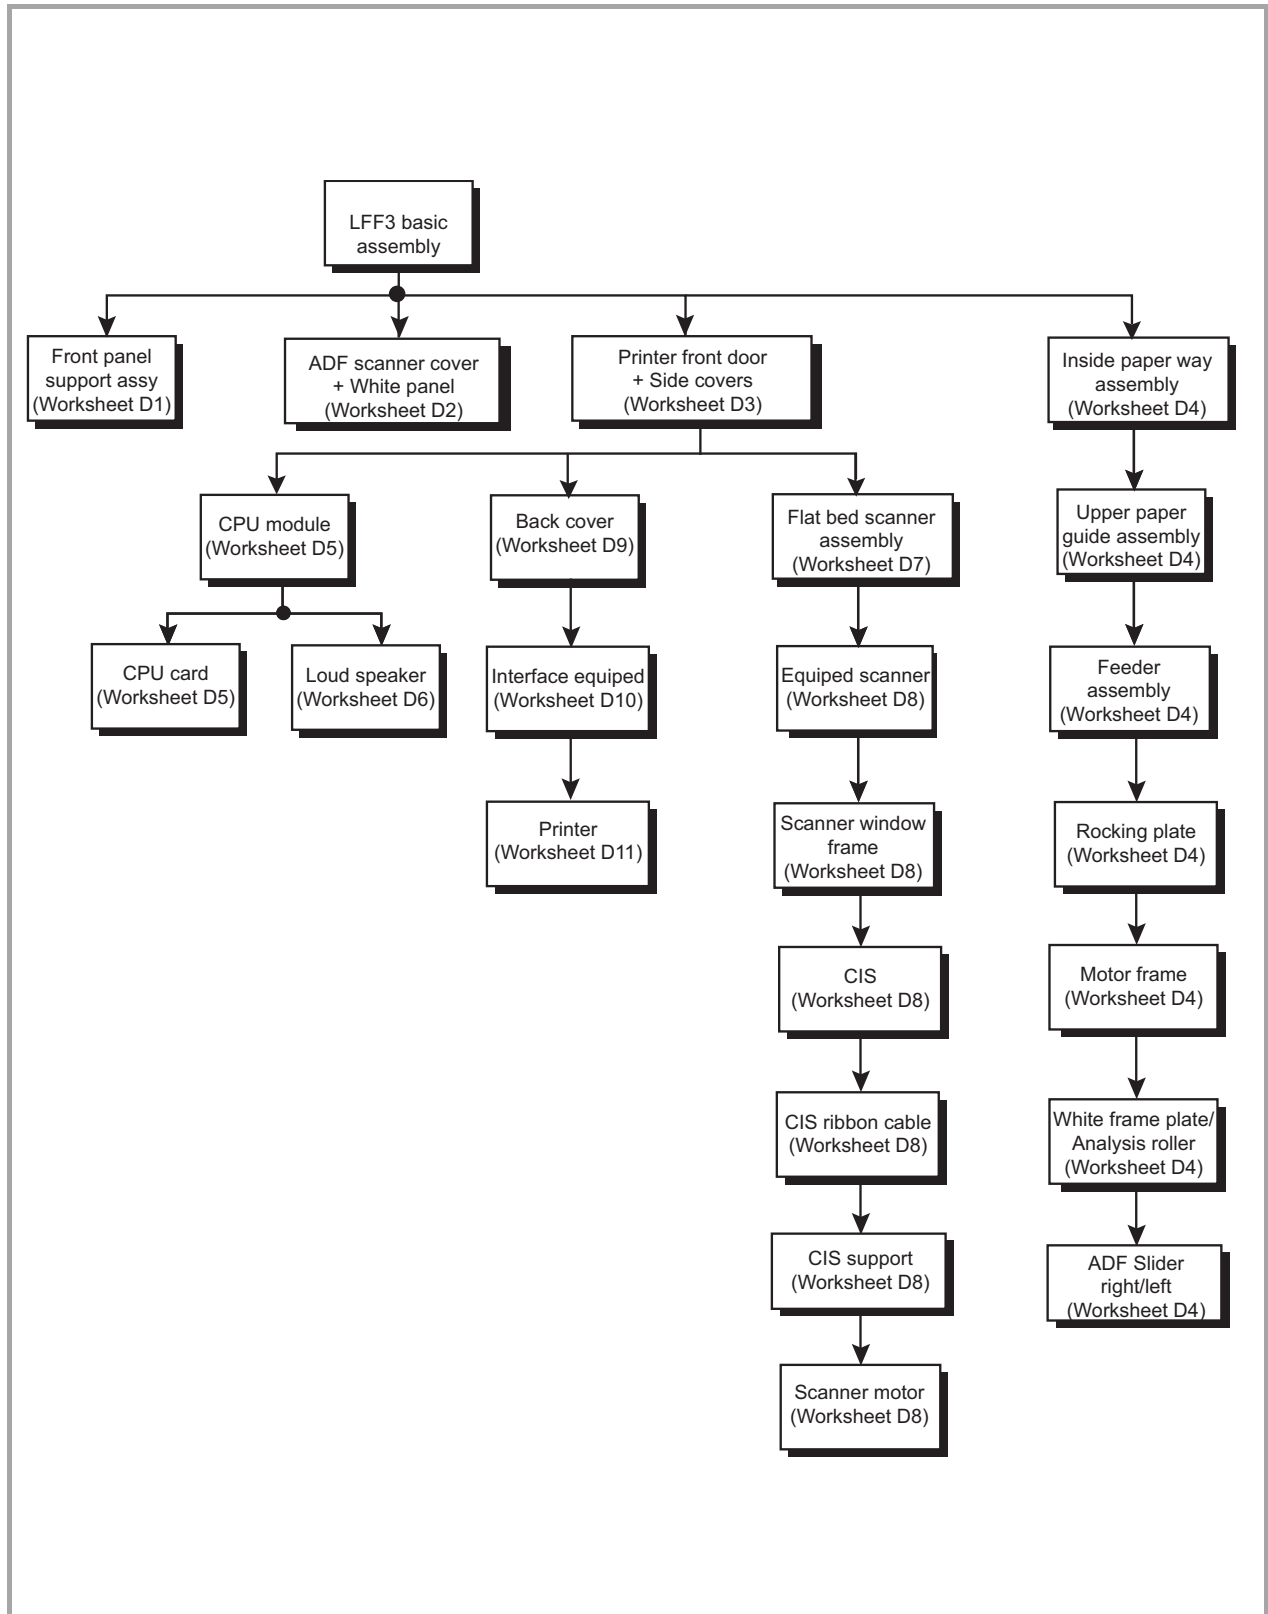 LFF3 basic
assembly
Front panel
support assy
(Worksheet D1)
ADF scanner cover
+ White panel
(Worksheet D2)
Printer front door
+ Side covers
(Worksheet D3)
Inside paper way
assembly
(Worksheet D4)
CPU module
(Worksheet D5)
Back cover
(Worksheet D9)
Flat bed scanner
assembly
(Worksheet D7)
Upper paper
guide assembly
(Worksheet D4)
CPU card
(Worksheet D5)
Loud speaker
(Worksheet D6)
Interface equiped
(Worksheet D10)
Equiped scanner
(Worksheet D8)
Feeder
assembly
(Worksheet D4)
Printer
(Worksheet D11)
Scanner window
frame
(Worksheet D8)
Rocking plate
(Worksheet D4)
CIS
(Worksheet D8)
Motor frame
(Worksheet D4)
CIS ribbon cable
(Worksheet D8)
White frame plate/
Analysis roller
(Worksheet D4)
CIS support
(Worksheet D8)
ADF Slider
right/left
(Worksheet D4)
Scanner motor
(Worksheet D8)